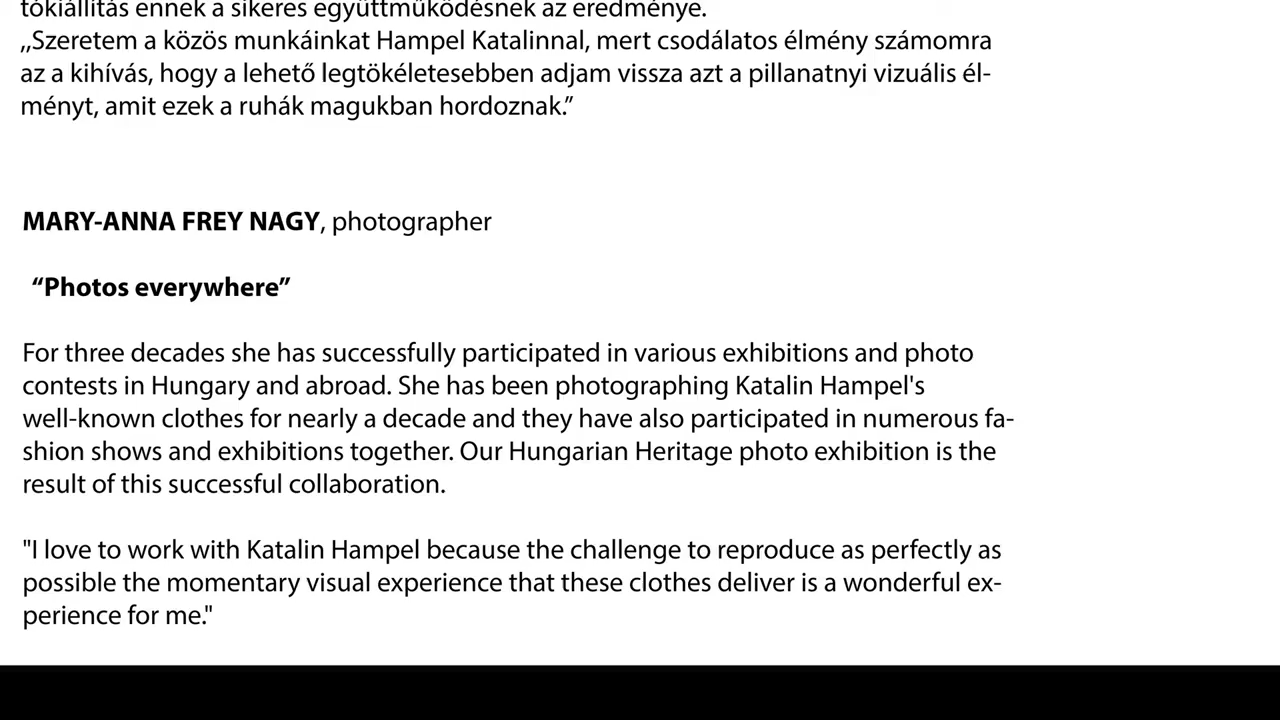 tókiállítás ennek a sikeres együttműködésnek az eredménye.
,,Szeretem a közös munkáinkat Hampel Katalinnal, mert csodálatos élmény számomra
az a kihívás, hogy a lehető legtökéletesebben adjam vissza azt a pillanatnyi vizuális él-
ményt, amit ezek a ruhák magukban hordoznak.”
MARY-ANNA FREY NAGY, photographer
“Photos everywhere”
For three decades she has successfully participated in various exhibitions and photo
contests in Hungary and abroad. She has been photographing Katalin Hampel's
well-known clothes for nearly a decade and they have also participated in numerous fa-
shion shows and exhibitions together. Our Hungarian Heritage photo exhibition is the
result of this successful collaboration.
"I love to work with Katalin Hampel because the challenge to reproduce as perfectly as
possible the momentary visual experience that these clothes deliver is a wonderful ex-
perience for me."